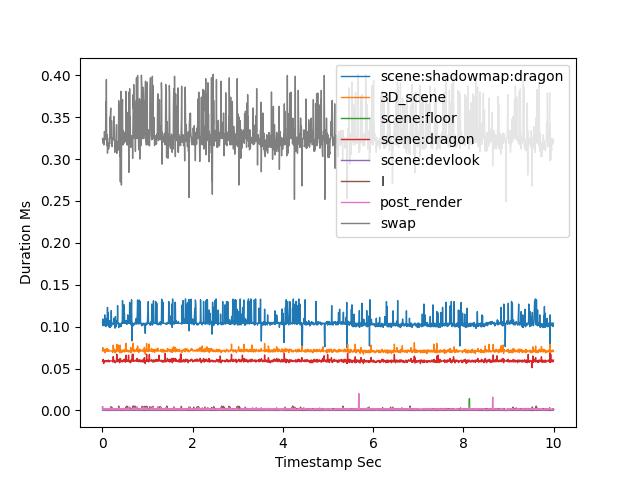 0.40
0.35
0.30
0.25
0.20
0.15
0.10
0.05
0.00
Duration Ms
scene:shadowmap:dragon
3D_scene
scene:floor
scene:dragon
scene:devlook
I
post_render
swap
0 2 4 6 8 10
Timestamp Sec